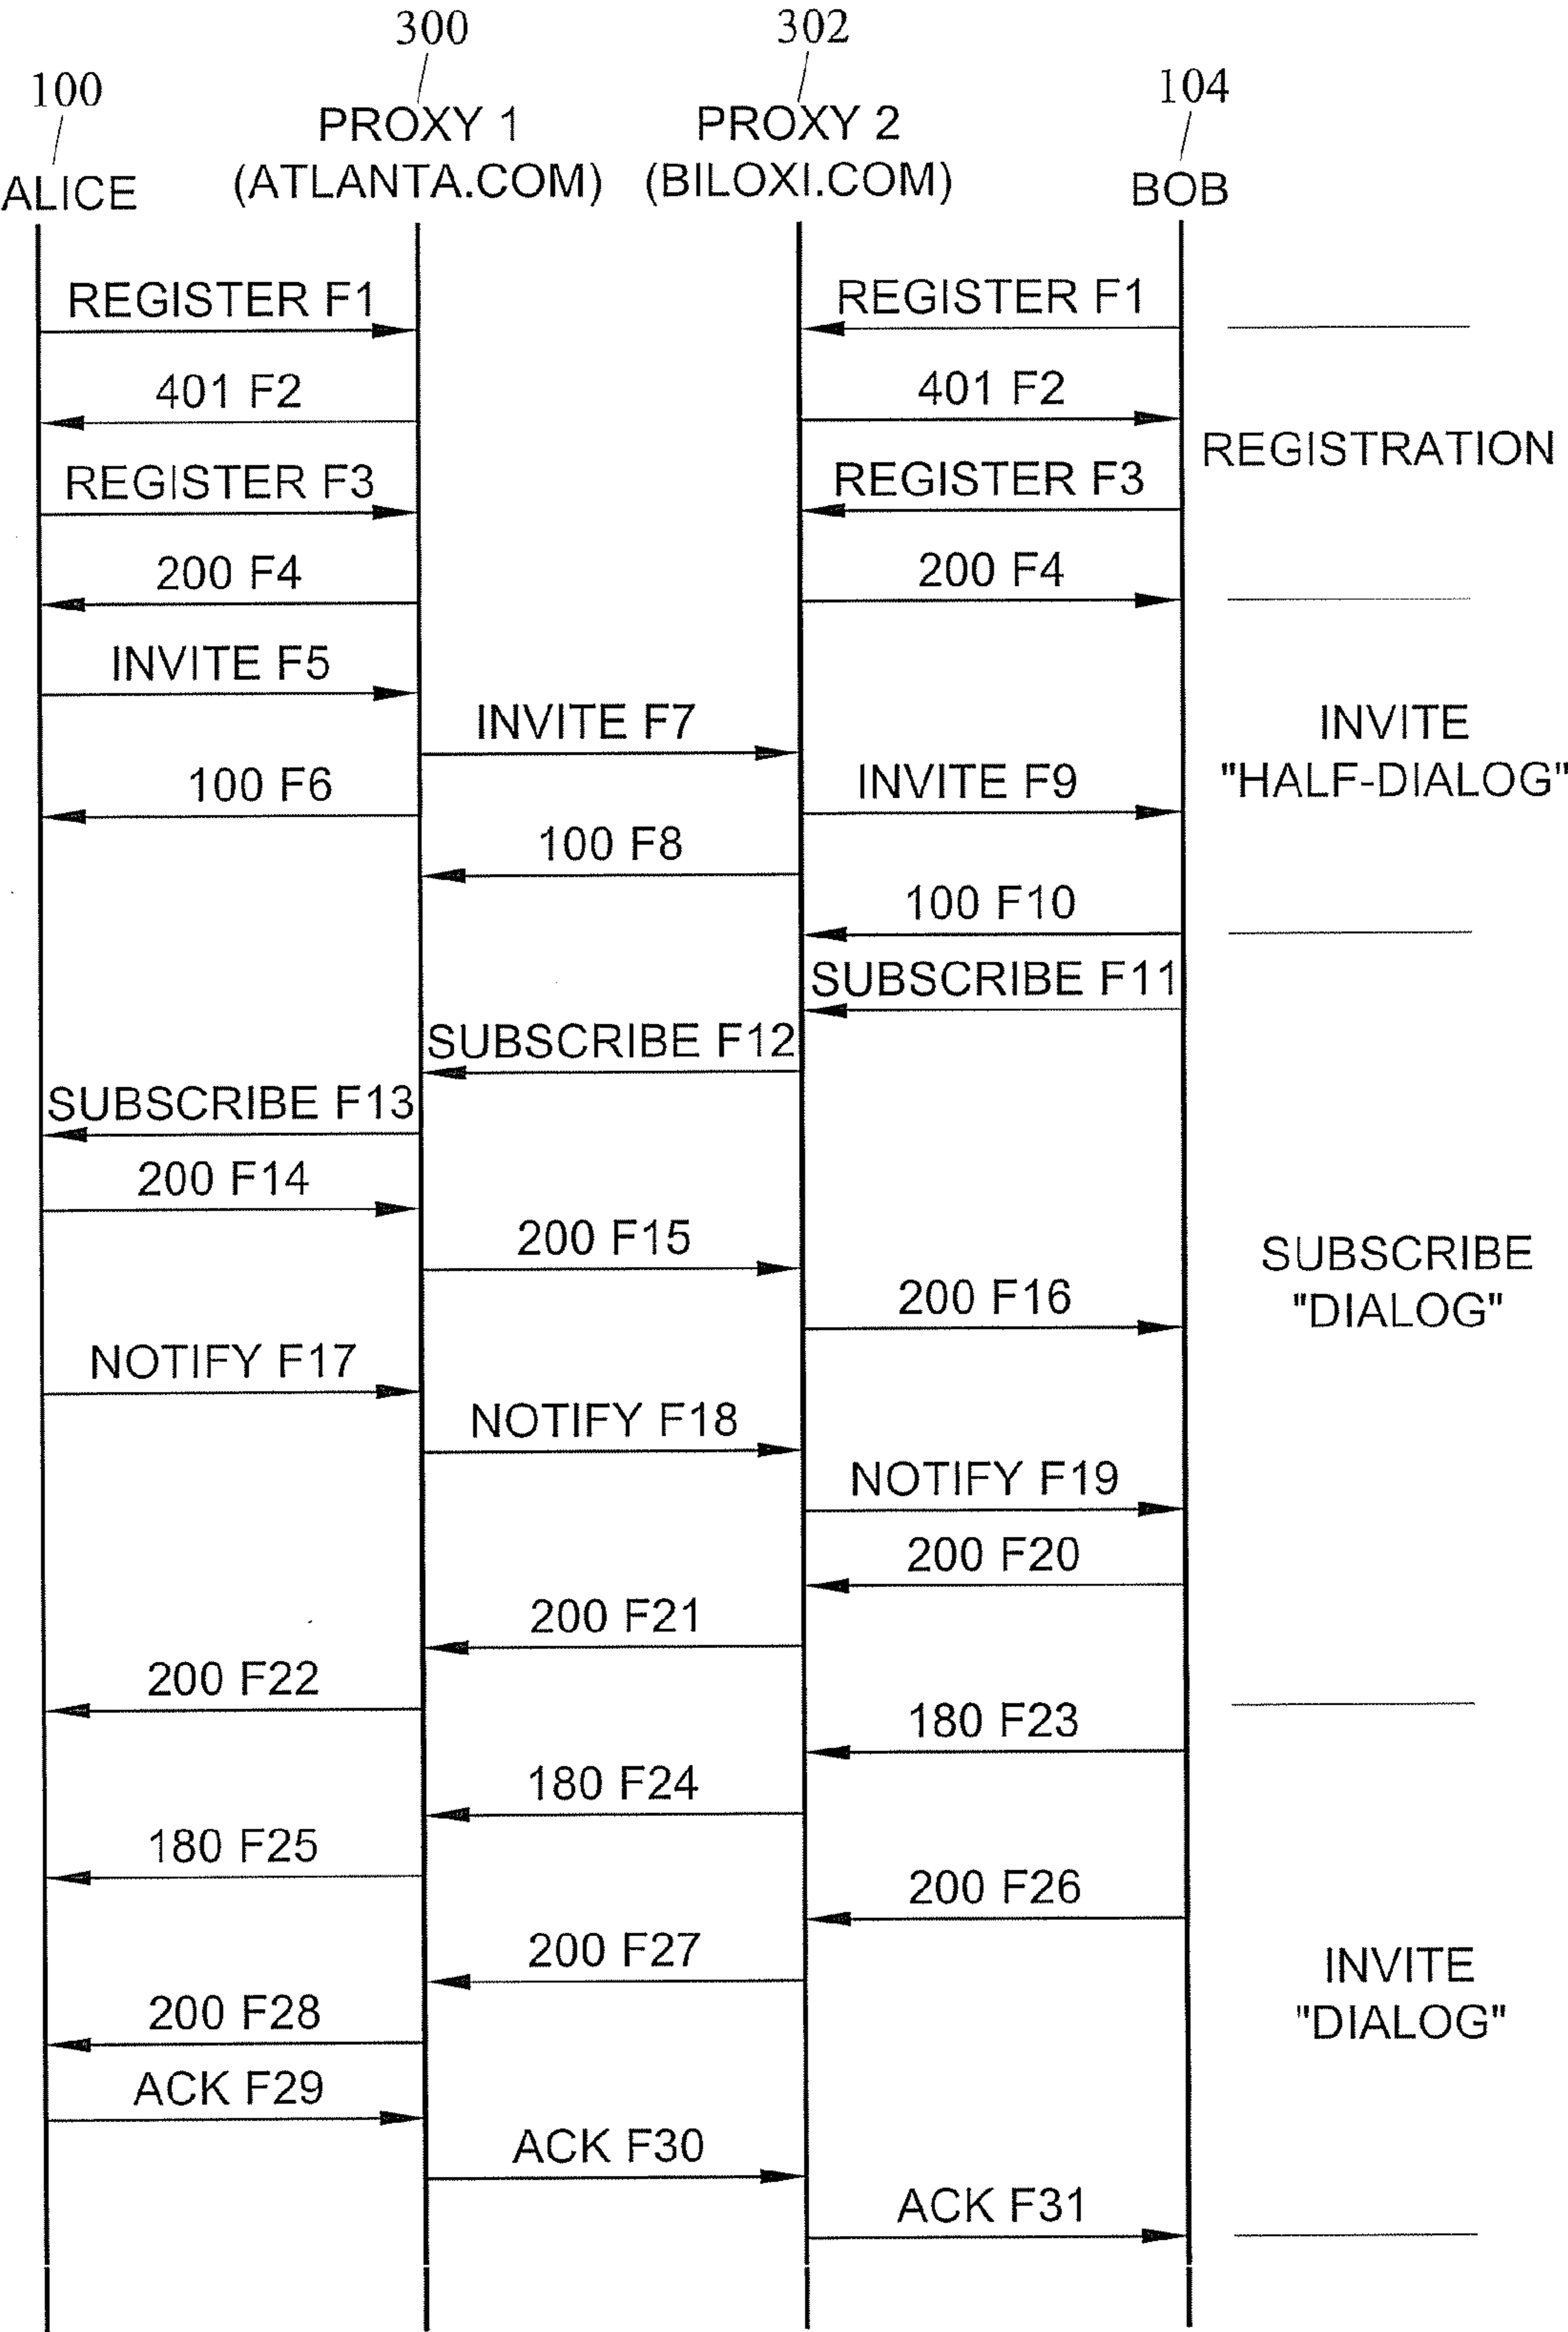 300
302
100
104
PROXY 1
PROXY 2
ALICE
(ATLANTA.COM)
(BILOXI.COM)
BOB
REGISTER F1
REGISTER F1
401 F2
401 F2
REGISTRATION
REGISTER F3
REGISTER F3
200 F4
200 F4
INVITE F5
INVITE F7
INVITE
"HALF-DIALOG"
100 F6
INVITE F9
100 F8
100 F10
SUBSCRIBE F11
SUBSCRIBE F12
SUBSCRIBE F13
200 F14
200 F15
SUBSCRIBE
"DIALOG"
200 F16
NOTIFY F17
NOTIFY F18
NOTIFY F19
200 F20
200 F21
200 F22
180 F23
180 F24
180 F25
200 F26
200 F27
INVITE
"DIALOG"
200 F28
ACK F29
ACK F30
ACK F31